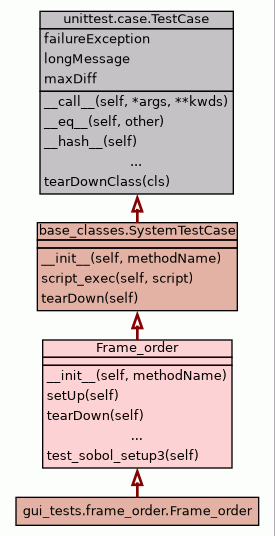 unittest.case.TestCase
failureException
longMessage
maxDiff
__call__(self, *args, **kwds)
__eq__(self, other)
__hash__(self)
...
tearDownClass(cls)
base_classes.SystemTestCase
__init__(self, methodName)
script_exec(self, script)
tearDown(self)
Frame_order
__init__(self, methodName)
setUp(self)
tearDown(self)
...
test_sobol_setup3(self)
gui_tests.frame_order.Frame_order